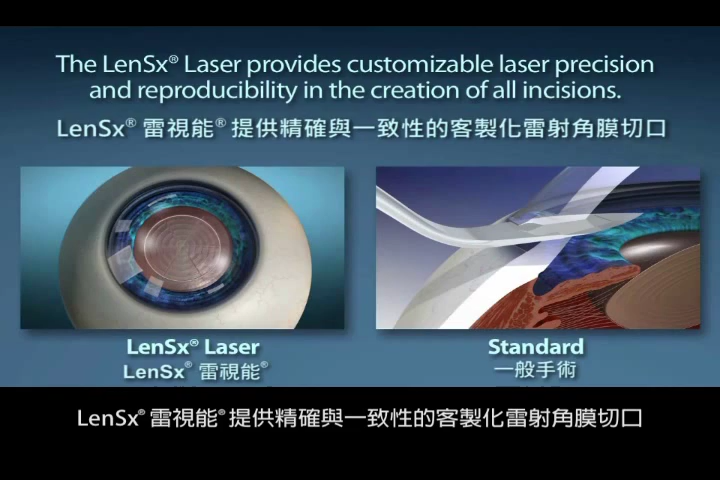 The LenSx® Laser provides customizable laser precision
and reproducibility in the creation of all incisions.
LenSx® 雷視能® 提供精確與一致性的客製化雷射角膜切口
LenSx® Laser
LenSx® 雷視能®
Standard
一般手術
LenSx® 雷視能® 提供精確與一致性的客製化雷射角膜切口